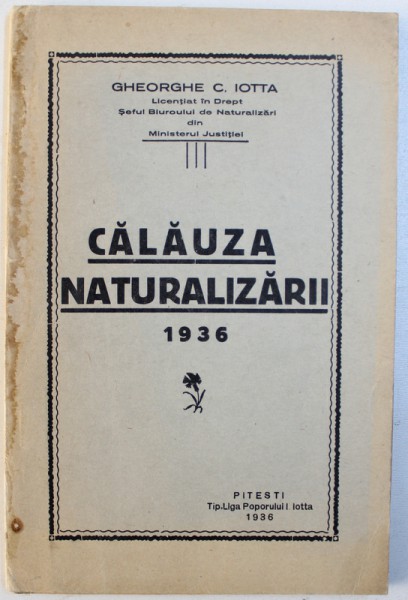 GHEORGHE C. IOTTA
Licențiat în Drept
Șeful Biuroului de Naturalizări
din
Ministerul Justiției
CĂLĂUZA
NATURALIZĂRII
1936
PITESTI
Tip. Liga Poporului I. Iotta
1936